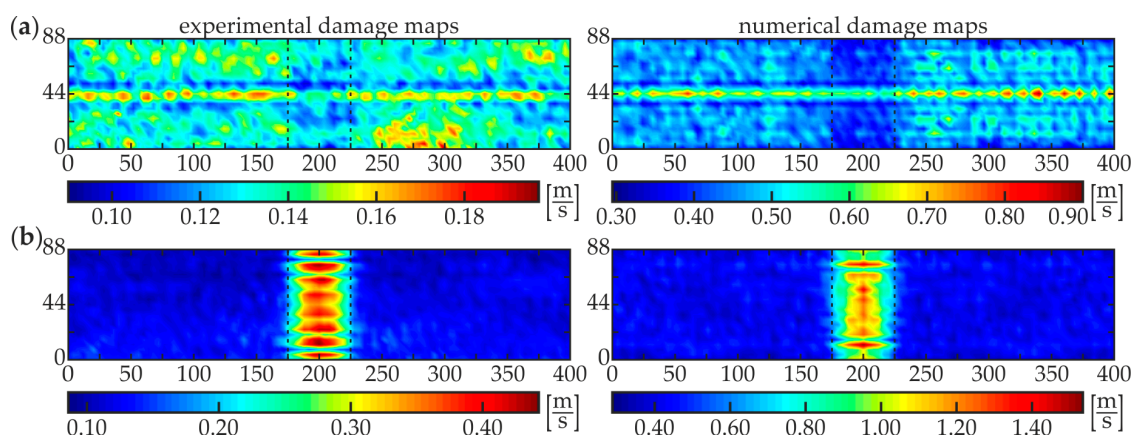 experimental damage maps numerical damage maps
(a) 88 88
44 44
0 0
0 50 100 150 200 250 300 350 400 0 50 100 150 200 250 300 350 400
0.10 0.12 0.14 0.16 0.18 [m/s] 0.30 0.40 0.50 0.60 0.70 0.80 0.90 [m/s]
(b) 88 88
44 44
0 0
0 50 100 150 200 250 300 350 400 0 50 100 150 200 250 300 350 400
0.10 0.20 0.30 0.40 [m/s] 0.40 0.60 0.80 1.00 1.20 1.40 [m/s]